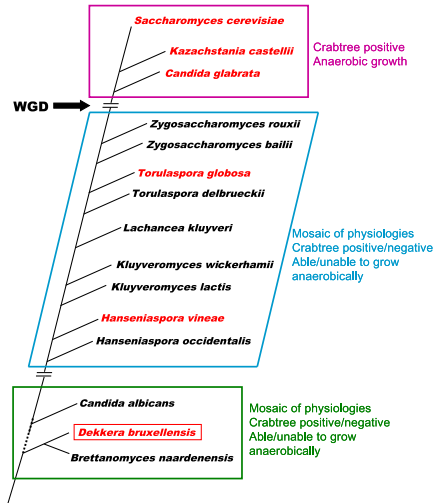 Saccharomyces cerevisiae
Kazachstania castellii
Candida glabrata
Crabtree positive
Anaerobic growth
WGD
Zygosaccharomyces rouxii
Zygosaccharomyces bailii
Torulaspora globosa
Torulaspora delbrueckii
Lachancea kluyveri
Kluyveromyces wickerhamii
Kluyveromyces lactis
Hanseniaspora vineae
Hanseniaspora occidentalis
Mosaic of physiologies
Crabtree positive/negative
Able/unable to grow
anaerobically
Candida albicans
Dekkera bruxellensis
Brettanomyces naardenensis
Mosaic of physiologies
Crabtree positive/negative
Able/unable to grow
anaerobically